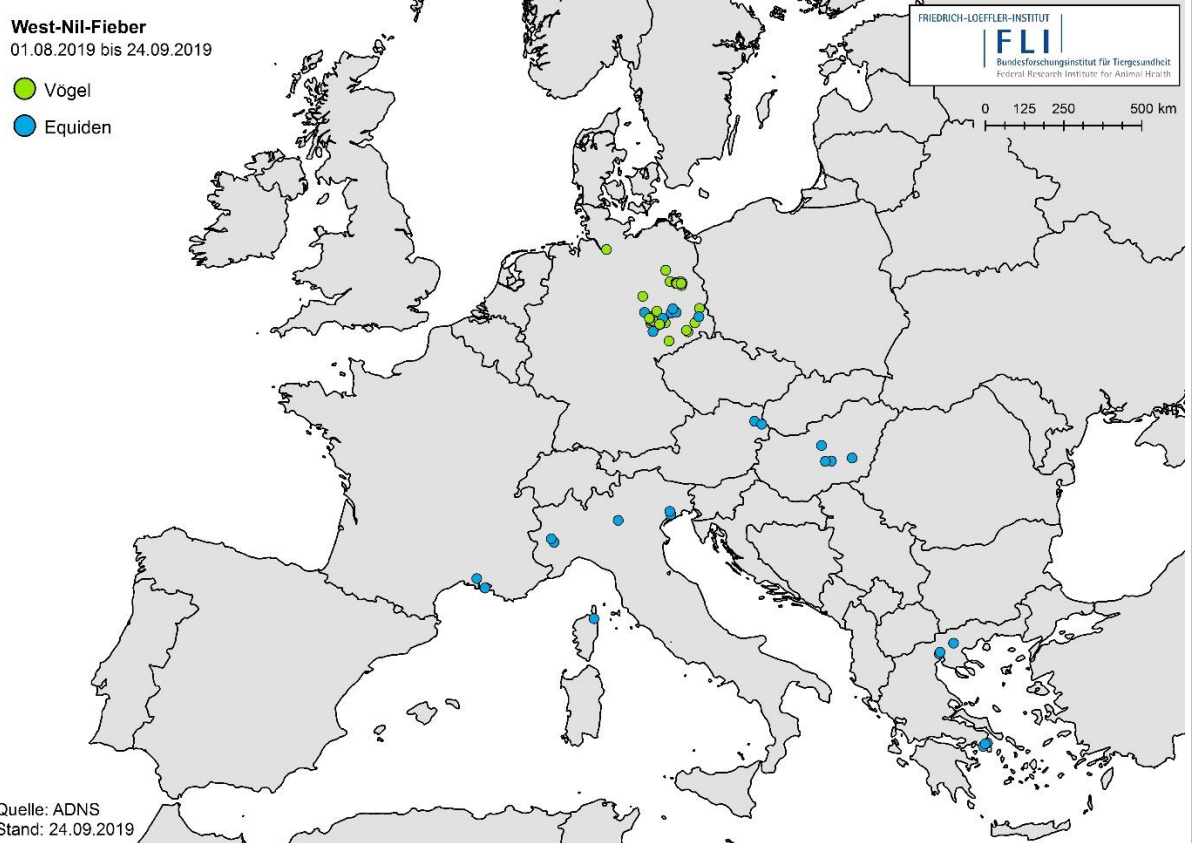 West-Nil-Fieber
01.08.2019 bis 24.09.2019
Vögel
Equiden
FRIEDRICH-LOEFFLER-INSTITUT
FLI
Bundesforschungsinstitut für Tiergesundheit
Federal Research Institute for Animal Health
0 125 250 500 km
Quelle: ADNS
Stand: 24.09.2019